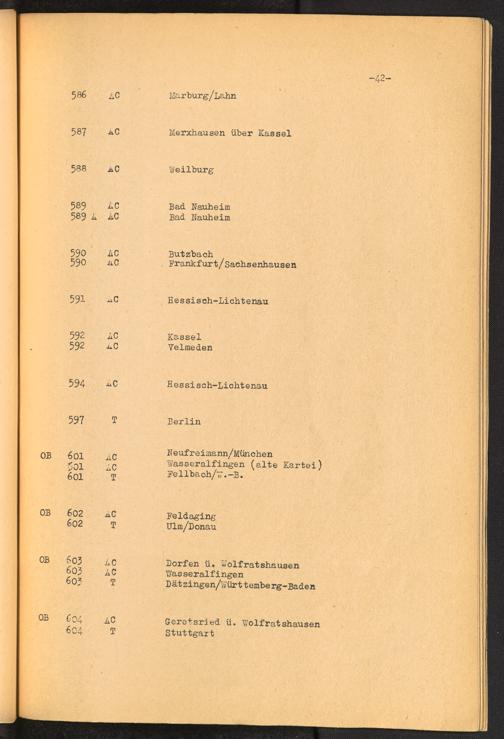 -42-
586 AC Marburg/Lahn
587 AC Merxhausen über Kassel
588 AC Weilburg
589 AC Bad Nauheim
589 A AC Bad Nauheim
590 AC Butzbach
590 AC Frankfurt/Sachsenhausen
591 AC Hessisch-Lichtenau
592 AC Kassel
592 AC Velmeden
594 AC Hessisch-Lichtenau
597 T Berlin
OB 601 AC Neufreimann/München
601 AC Wasseralfingen (alte Kartei)
601 T Fellbach/W.-B.
OB 602 AC Feldaging
602 T Ulm/Donau
OB 603 AC Dorfen ü. Wolfratshausen
603 AC Wasseralfingen
603 T Dätzingen/Württemberg-Baden
OB 604 AC Geretsried ü. Wolfratshausen
604 T Stuttgart